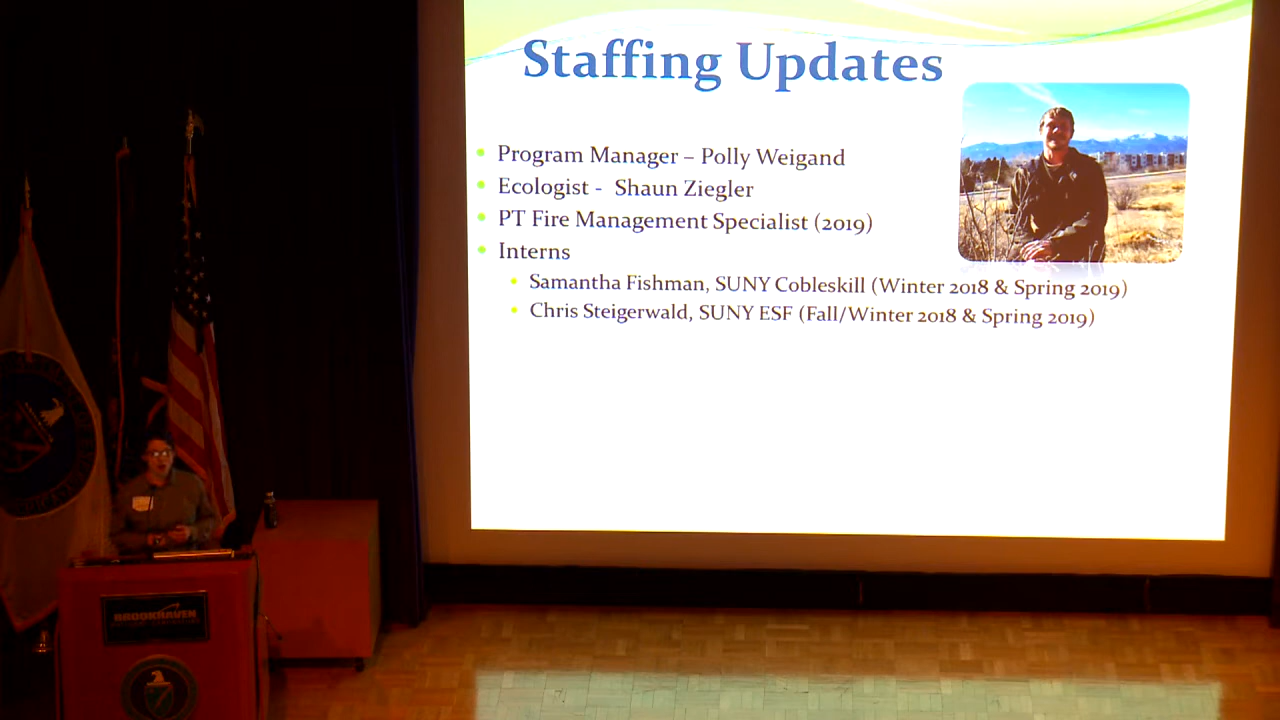 Staffing Updates
Program Manager – Polly Weigand
Ecologist - Shaun Ziegler
PT Fire Management Specialist (2019)
Interns
Samantha Fishman, SUNY Cobleskill (Winter 2018 & Spring 2019)
Chris Steigerwald, SUNY ESF (Fall/Winter 2018 & Spring 2019)
BROOKHAVEN